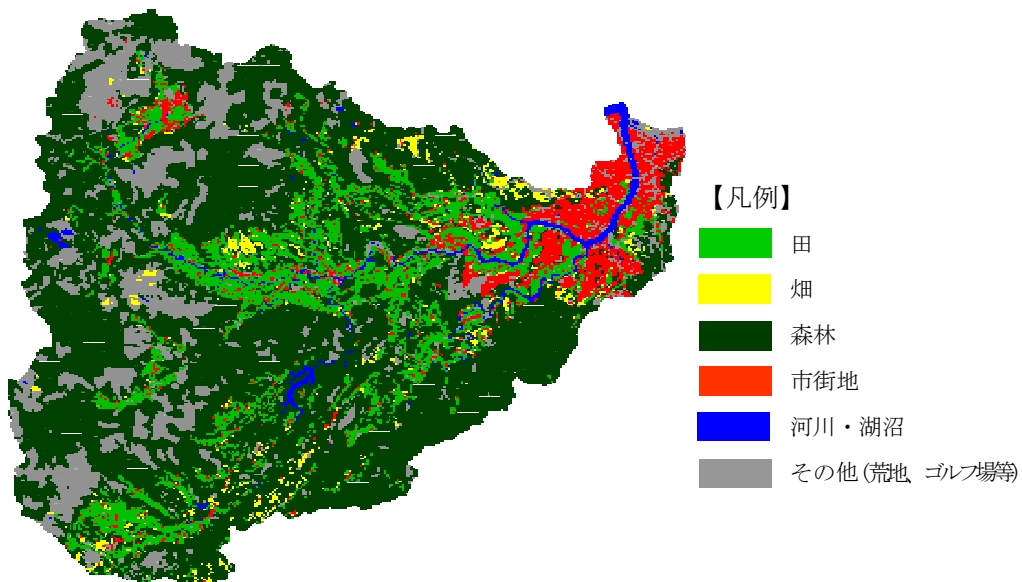 【凡例】
田
畑
森林
市街地
河川・湖沼
その他(荒地、ゴルフ場等)